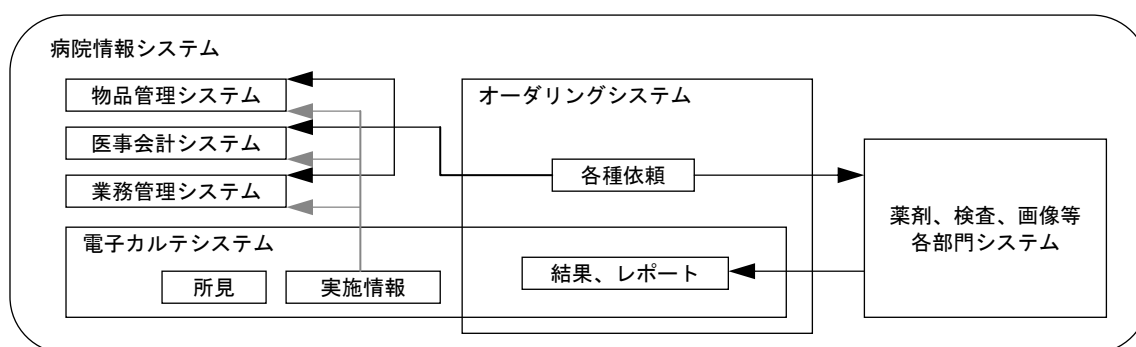 病院情報システム
物品管理システム
医事会計システム
業務管理システム
オーダリングシステム
各種依頼
薬剤、検査、画像等
各部門システム
電子カルテシステム
所見
実施情報
結果、レポート